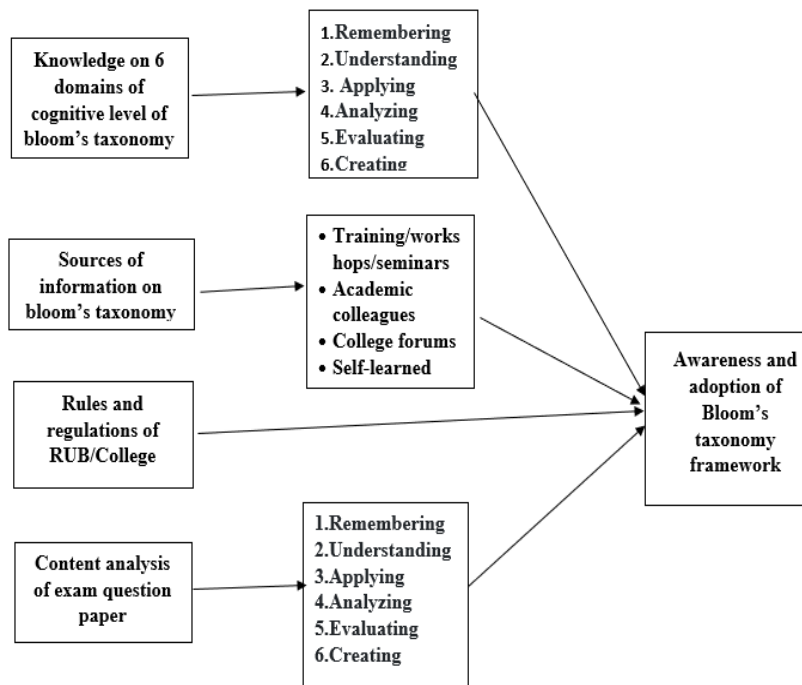 Knowledge on 6
domains of
cognitive level of
bloom's taxonomy
1.Remembering
2.Understanding
3. Applying
4.Analyzing
5.Evaluating
6.Creating
Sources of
information on
bloom's taxonomy
• Training/works
hops/seminars
• Academic
colleagues
• College forums
• Self-learned
Rules and
regulations of
RUB/College
Content analysis
of exam question
paper
1.Remembering
2.Understanding
3.Applying
4.Analyzing
5.Evaluating
6.Creating
Awareness and
adoption of
Bloom's
taxonomy
framework